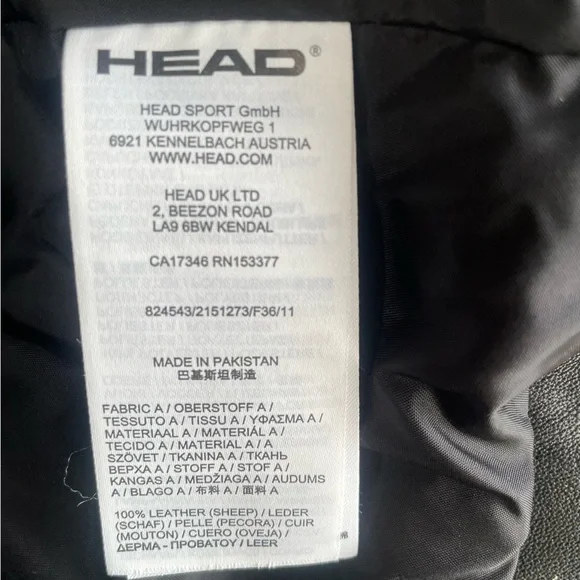 HEAD®
HEAD SPORT GmbH
WUHRKOPFWEG 1
6921 KENNELBACH AUSTRIA
WWW.HEAD.COM
HEAD UK LTD
2, BEEZON ROAD
LA9 6BW KENDAL
CA17346 RN153377
824543/2151273/F36/11
MADE IN PAKISTAN
巴基斯坦制造
FABRIC A / OBERSTOFF A /
TESSUTO A / TISSU A / ΥΦΑΣΜΑ A /
MATERIAAL A / MATERIÁL A /
TECIDO A / MATERIAL A / A
SZÖVET / TKANINA A / ТКАНЬ
ВЕРХА A / STOFF A / STOF A /
KANGAS A / MEDŽIAGA A / AUDUMS
A / BLAGO A / 布料 A / 面料 A
100% LEATHER (SHEEP) / LEDER
(SCHAF) / PELLE (PECORA) / CUIR
(MOUTON) / CUERO (OVEJA) /
ΔΕΡΜΑ - ΠΡΟΒΑΤΟΥ / LEER